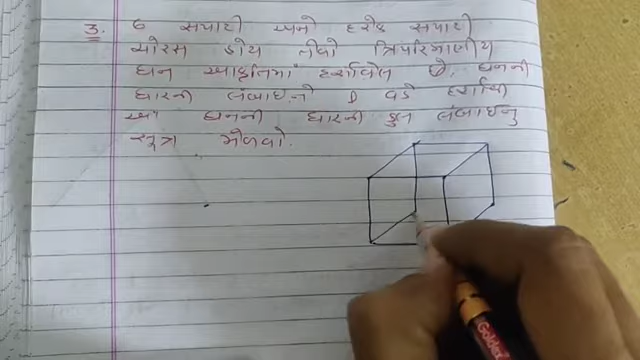 3. 6 સપાટી અને દરેક સપાટી
ચોરસ હોય તેવો ત્રિપરિમાણીય
ઘન આકૃતિમાં દર્શાવેલ છે, ઘનની
ધારની લંબાઈને l વડે દર્શાવી
ઘનની ધારની કુલ લંબાઈનુ
સૂત્ર મેળવો.